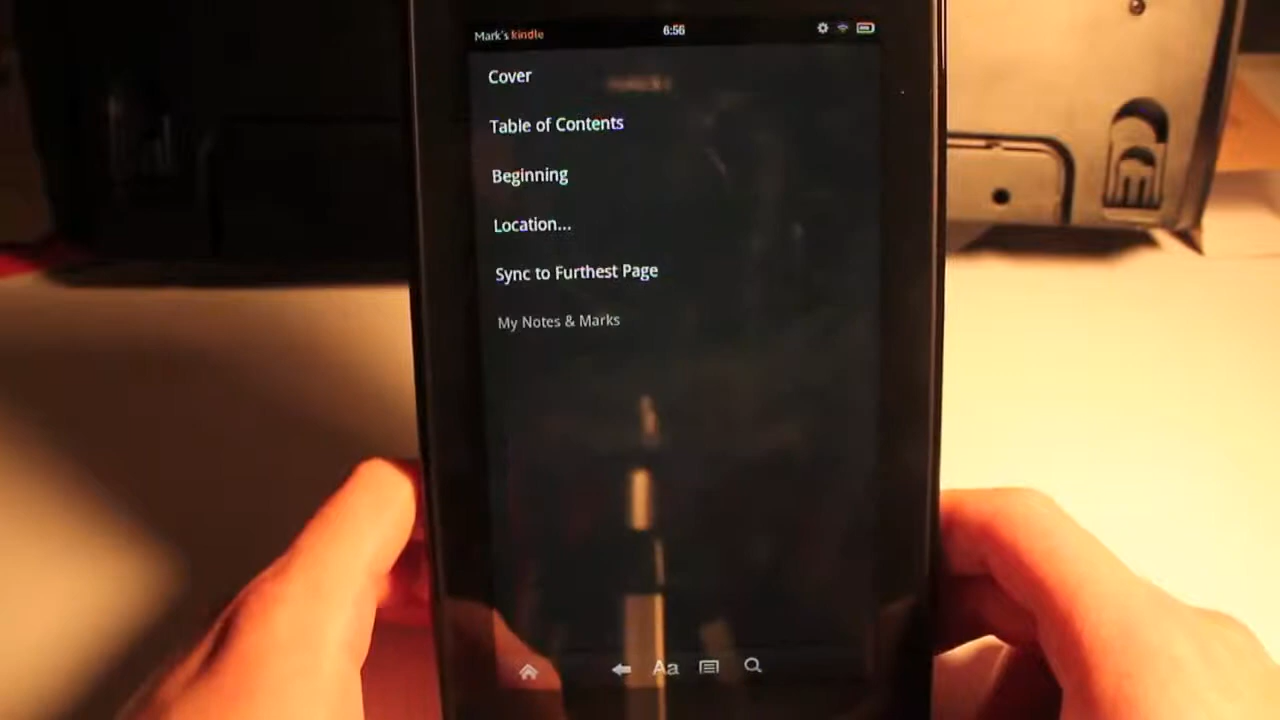 Mark's kindle
6:56
Cover
Table of Contents
Beginning
Location...
Sync to Furthest Page
My Notes & Marks
Aa